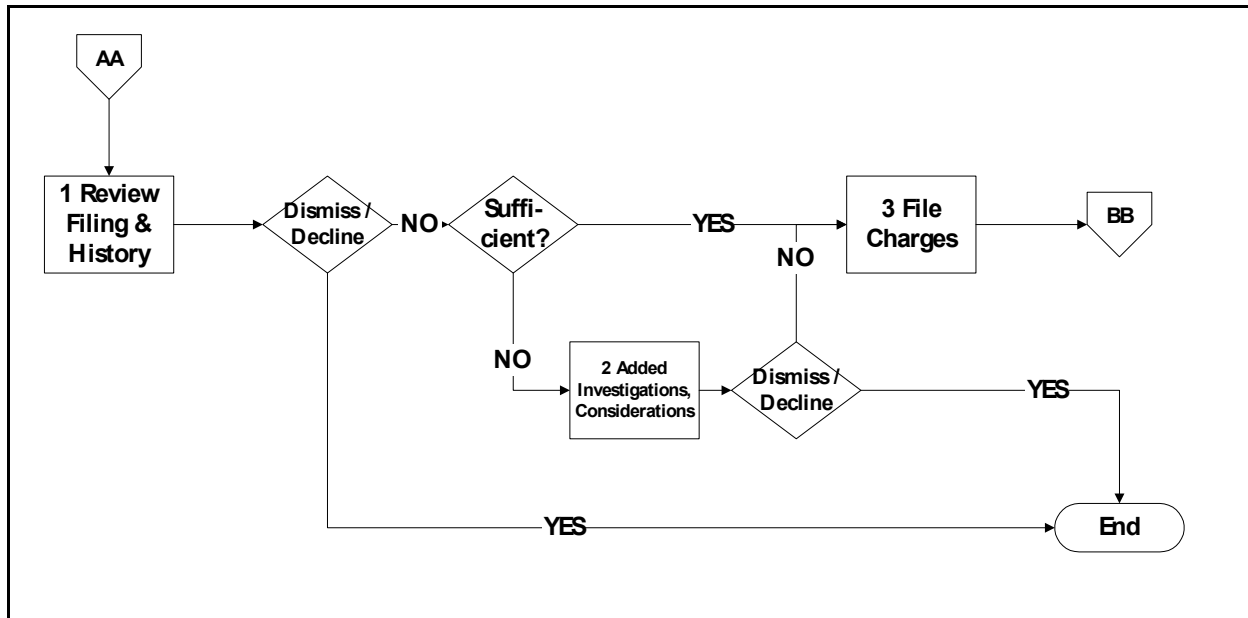 AA
1 Review
Filing &
History
Dismiss /
Decline
NO
Suffi-
cient?
YES
3 File
Charges
BB
NO
NO
2 Added
Investigations,
Considerations
Dismiss /
Decline
YES
YES
End